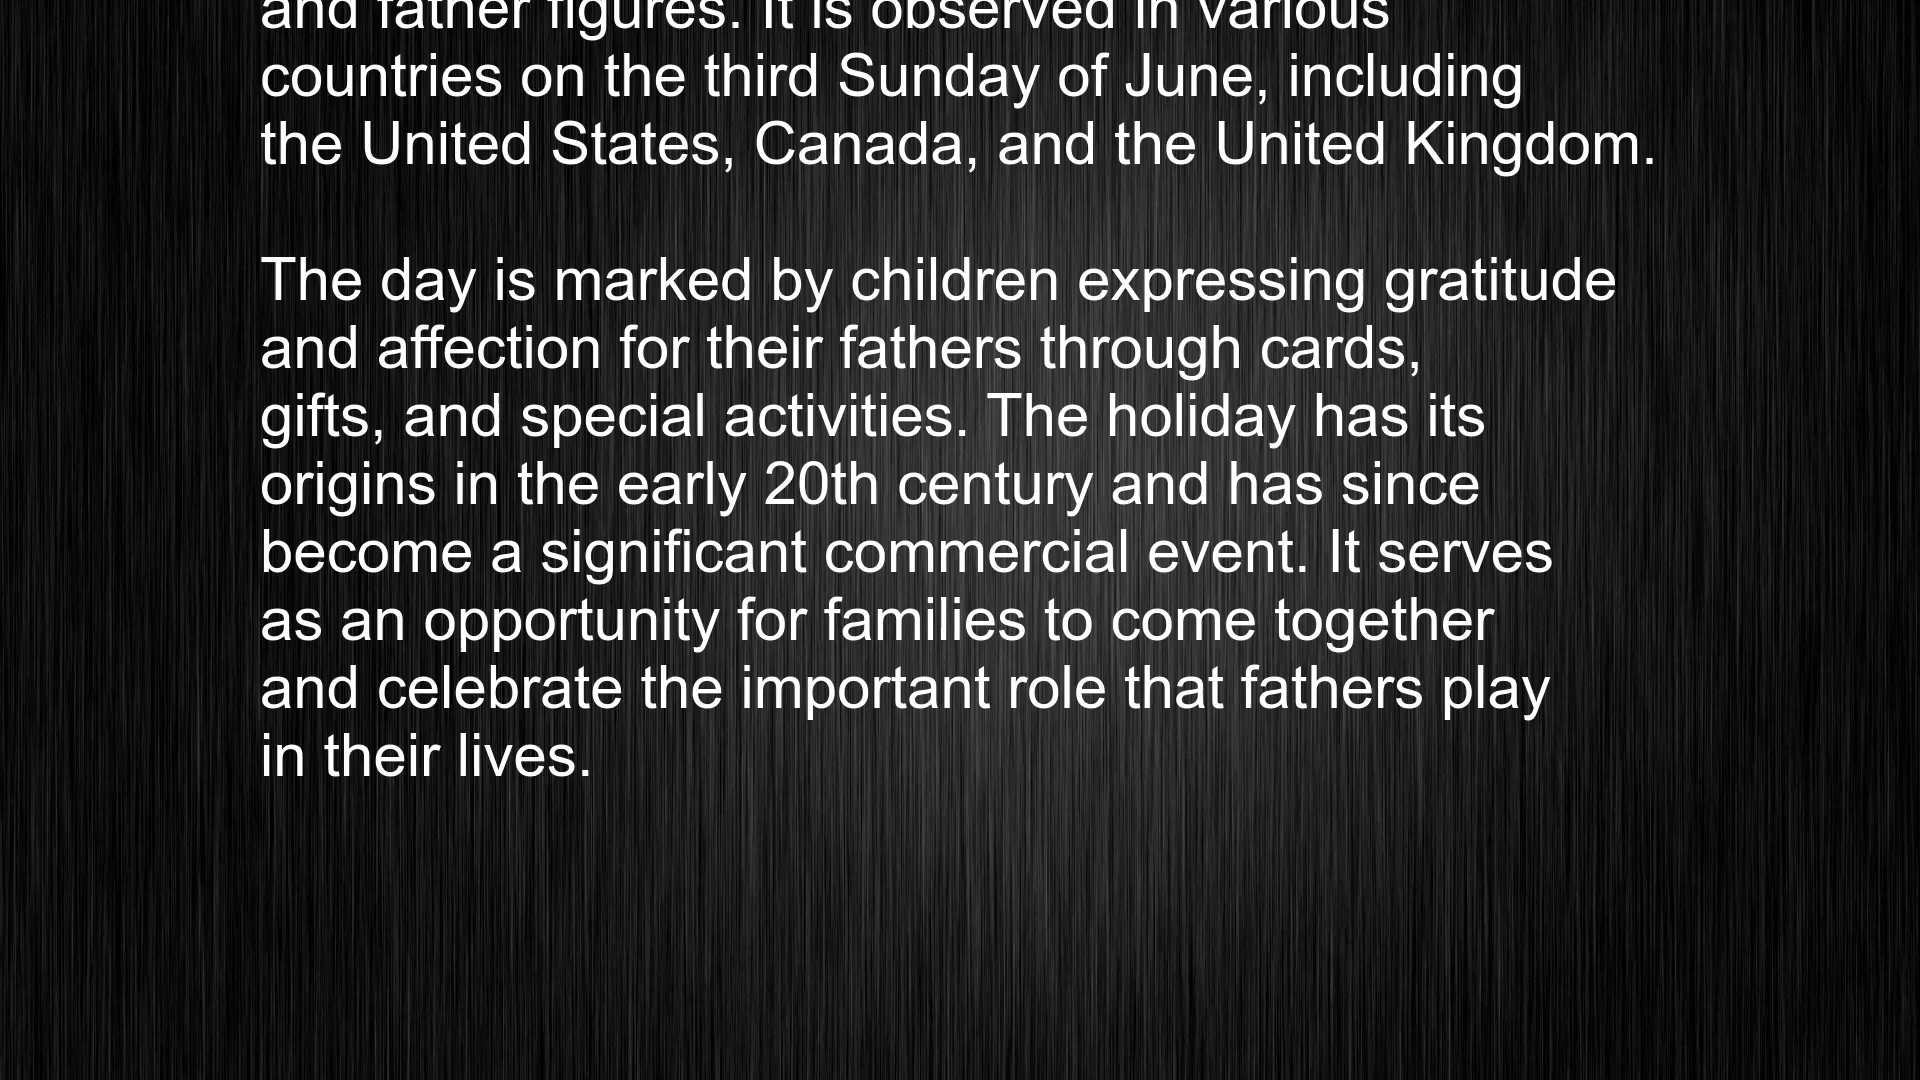 and father figures. It is observed in various
countries on the third Sunday of June, including
the United States, Canada, and the United Kingdom.
The day is marked by children expressing gratitude
and affection for their fathers through cards,
gifts, and special activities. The holiday has its
origins in the early 20th century and has since
become a significant commercial event. It serves
as an opportunity for families to come together
and celebrate the important role that fathers play
in their lives.